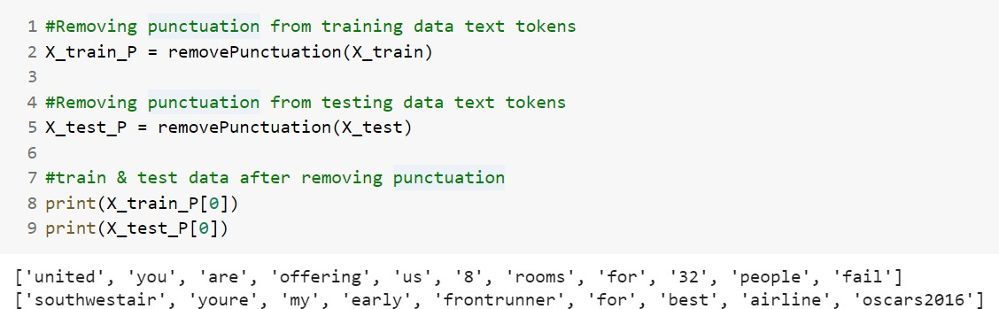 1 #Removing punctuation from training data text tokens
2 X_train_P = removePunctuation(X_train)
3
4 #Removing punctuation from testing data text tokens
5 X_test_P = removePunctuation(X_test)
6
7 #train & test data after removing punctuation
8 print(X_train_P[0])
9 print(X_test_P[0])
['united', 'you', 'are', 'offering', 'us', '8', 'rooms', 'for', '32', 'people', 'fail']
['southwestair', 'youre', 'my', 'early', 'frontrunner', 'for', 'best', 'airline', 'oscars2016']